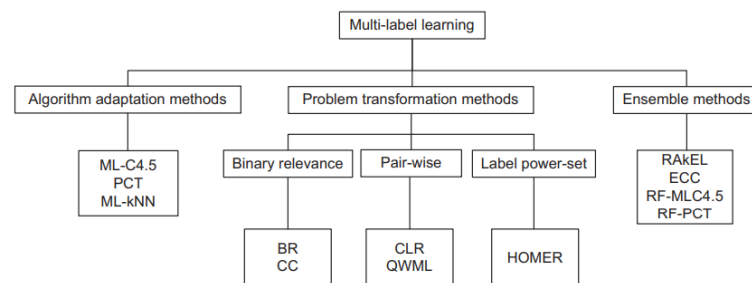 Multi-label learning
Algorithm adaptation methods
Problem transformation methods
Ensemble methods
ML-C4.5
PCT
ML-kNN
Binary relevance
Pair-wise
Label power-set
RAkEL
ECC
RF-MLC4.5
RF-PCT
BR
CC
CLR
QWML
HOMER